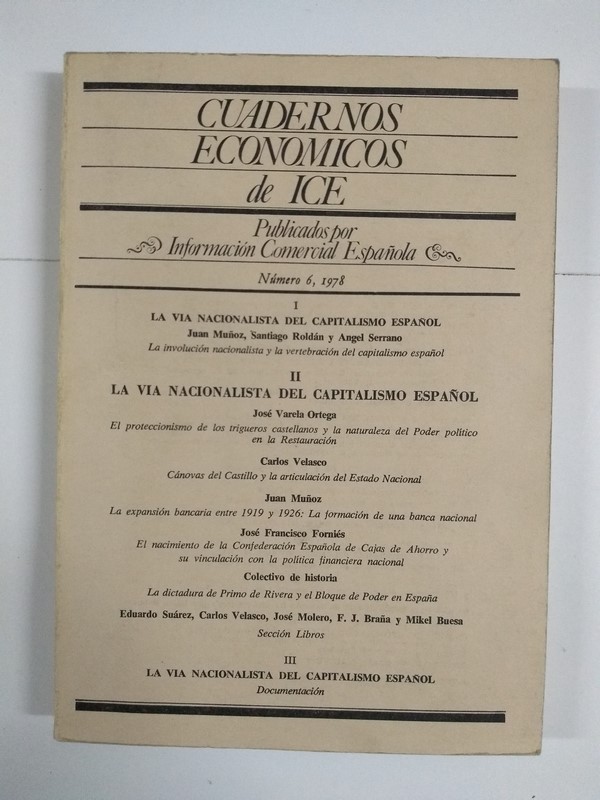 CUADERNOS
ECONOMICOS
de ICE
Publicados por
Información Comercial Española
Número 6, 1978
I
LA VIA NACIONALISTA DEL CAPITALISMO ESPAÑOL
Juan Muñoz, Santiago Roldán y Angel Serrano
La involución nacionalista y la vertebración del capitalismo español
II
LA VIA NACIONALISTA DEL CAPITALISMO ESPAÑOL
José Varela Ortega
El proteccionismo de los trigueros castellanos y la naturaleza del Poder político
en la Restauración
Carlos Velasco
Cánovas del Castillo y la articulación del Estado Nacional
Juan Muñoz
La expansión bancaria entre 1919 y 1926: La formación de una banca nacional
José Francisco Forniés
El nacimiento de la Confederación Española de Cajas de Ahorro y
su vinculación con la política financiera nacional
Colectivo de historia
La dictadura de Primo de Rivera y el Bloque de Poder en España
Eduardo Suárez, Carlos Velasco, José Molero, F. J. Braña y Mikel Buesa
Sección Libros
III
LA VIA NACIONALISTA DEL CAPITALISMO ESPAÑOL
Documentación